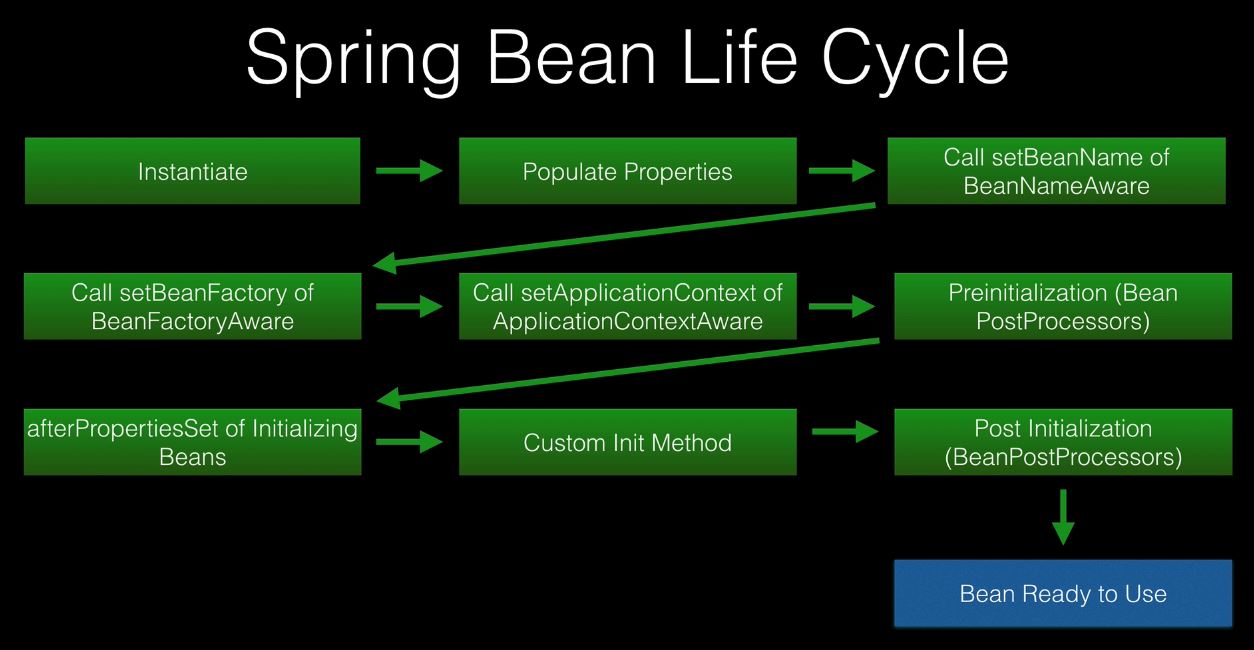 Spring Bean Life Cycle
Instantiate
Populate Properties
Call setBeanName of
BeanNameAware
Call setBeanFactory of
BeanFactoryAware
Call setApplicationContext of
ApplicationContextAware
Preinitialization (Bean
PostProcessors)
afterPropertiesSet of Initializing
Beans
Custom Init Method
Post Initialization
(BeanPostProcessors)
Bean Ready to Use